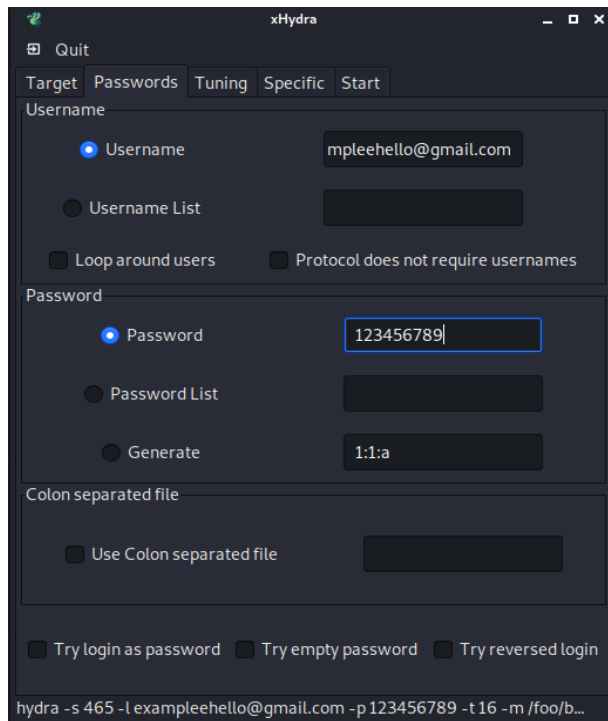 xHydra
Quit
Target Passwords Tuning Specific Start
Username
Username mpleehello@gmail.com
Username List
Loop around users Protocol does not require usernames
Password
Password 123456789
Password List
Generate 1:1:a
Colon separated file
Use Colon separated file
Try login as password Try empty password Try reversed login
hydra -s 465 -l exampleehello@gmail.com -p 123456789 -t 16 -m /foo/b...